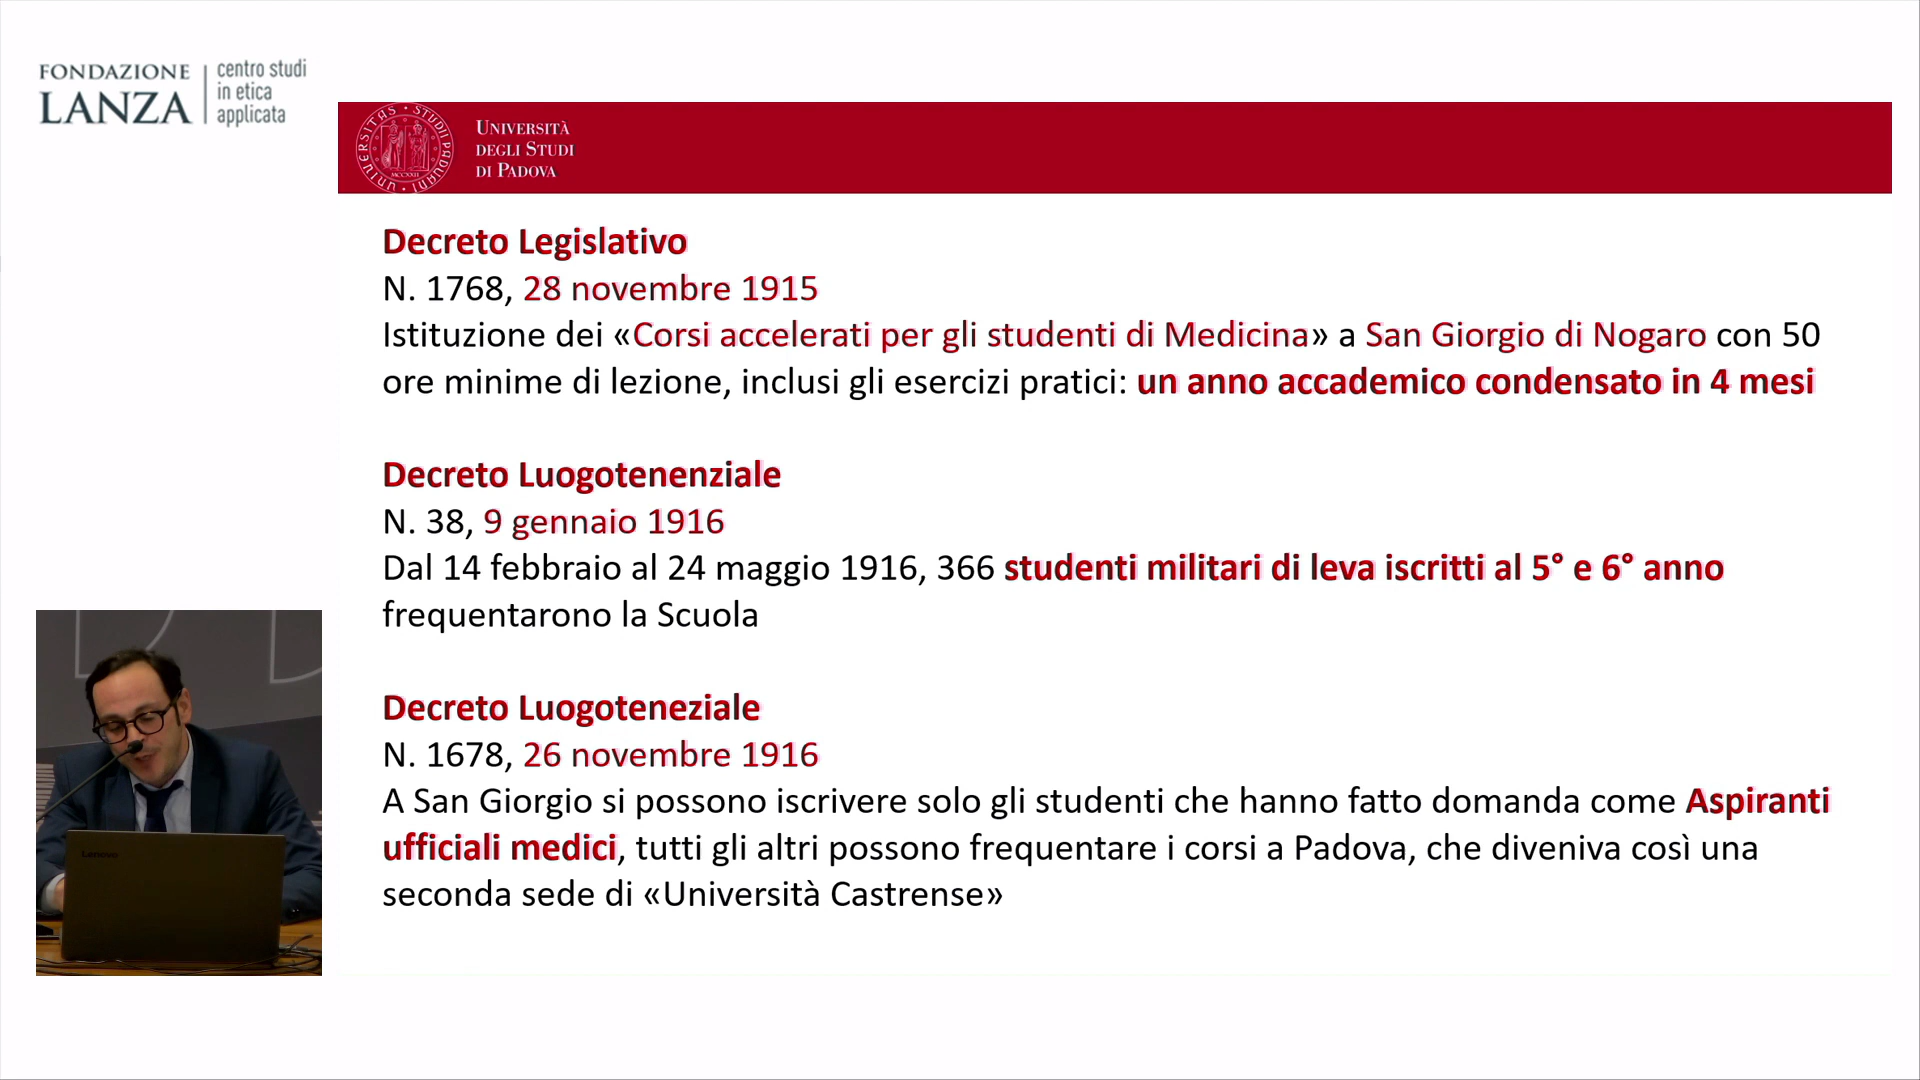 FONDAZIONE
LANZA
centro studi
in etica
applicata
UNIVERSITAS STUDII PADUANI
MCCXXII
Università
degli Studi
di Padova
Decreto Legislativo
N. 1768, 28 novembre 1915
Istituzione dei «Corsi accelerati per gli studenti di Medicina» a San Giorgio di Nogaro con 50
ore minime di lezione, inclusi gli esercizi pratici: un anno accademico condensato in 4 mesi
Decreto Luogotenenziale
N. 38, 9 gennaio 1916
Dal 14 febbraio al 24 maggio 1916, 366 studenti militari di leva iscritti al 5° e 6° anno
frequentarono la Scuola
Decreto Luogoteneziale
N. 1678, 26 novembre 1916
A San Giorgio si possono iscrivere solo gli studenti che hanno fatto domanda come Aspiranti
ufficiali medici, tutti gli altri possono frequentare i corsi a Padova, che diveniva così una
seconda sede di «Università Castrense»
Lenovo